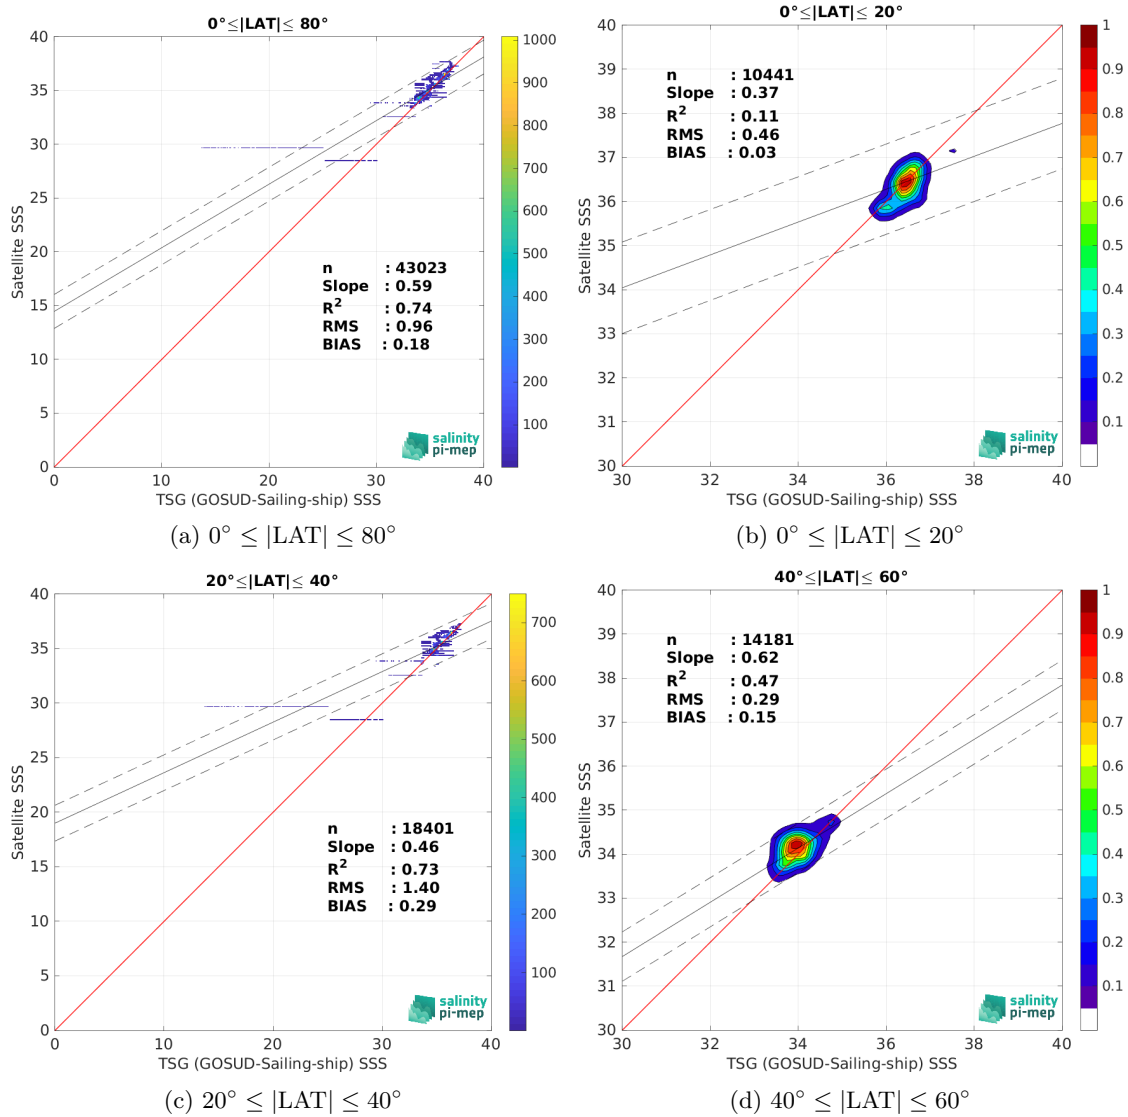 0°≤|LAT|≤ 80°
40
35
30
25
20
15
10
5
0
0
10
20
30
40
Satellite SSS
TSG (GOSUD-Sailing-ship) SSS
n : 43023
Slope : 0.59
R² : 0.74
RMS : 0.96
BIAS : 0.18
salinity
pi-mep
1000
900
800
700
600
500
400
300
200
100
(a) 0° ≤ |LAT| ≤ 80°
0°≤|LAT|≤ 20°
40
39
38
37
36
35
34
33
32
31
30
30
32
34
36
38
40
Satellite SSS
TSG (GOSUD-Sailing-ship) SSS
n : 10441
Slope : 0.37
R² : 0.11
RMS : 0.46
BIAS : 0.03
salinity
pi-mep
1
0.9
0.8
0.7
0.6
0.5
0.4
0.3
0.2
0.1
(b) 0° ≤ |LAT| ≤ 20°
20°≤|LAT|≤ 40°
40
35
30
25
20
15
10
5
0
0
10
20
30
40
Satellite SSS
TSG (GOSUD-Sailing-ship) SSS
n : 18401
Slope : 0.46
R² : 0.73
RMS : 1.40
BIAS : 0.29
salinity
pi-mep
700
600
500
400
300
200
100
(c) 20° ≤ |LAT| ≤ 40°
40°≤|LAT|≤ 60°
40
39
38
37
36
35
34
33
32
31
30
30
32
34
36
38
40
Satellite SSS
TSG (GOSUD-Sailing-ship) SSS
n : 14181
Slope : 0.62
R² : 0.47
RMS : 0.29
BIAS : 0.15
salinity
pi-mep
1
0.9
0.8
0.7
0.6
0.5
0.4
0.3
0.2
0.1
(d) 40° ≤ |LAT| ≤ 60°